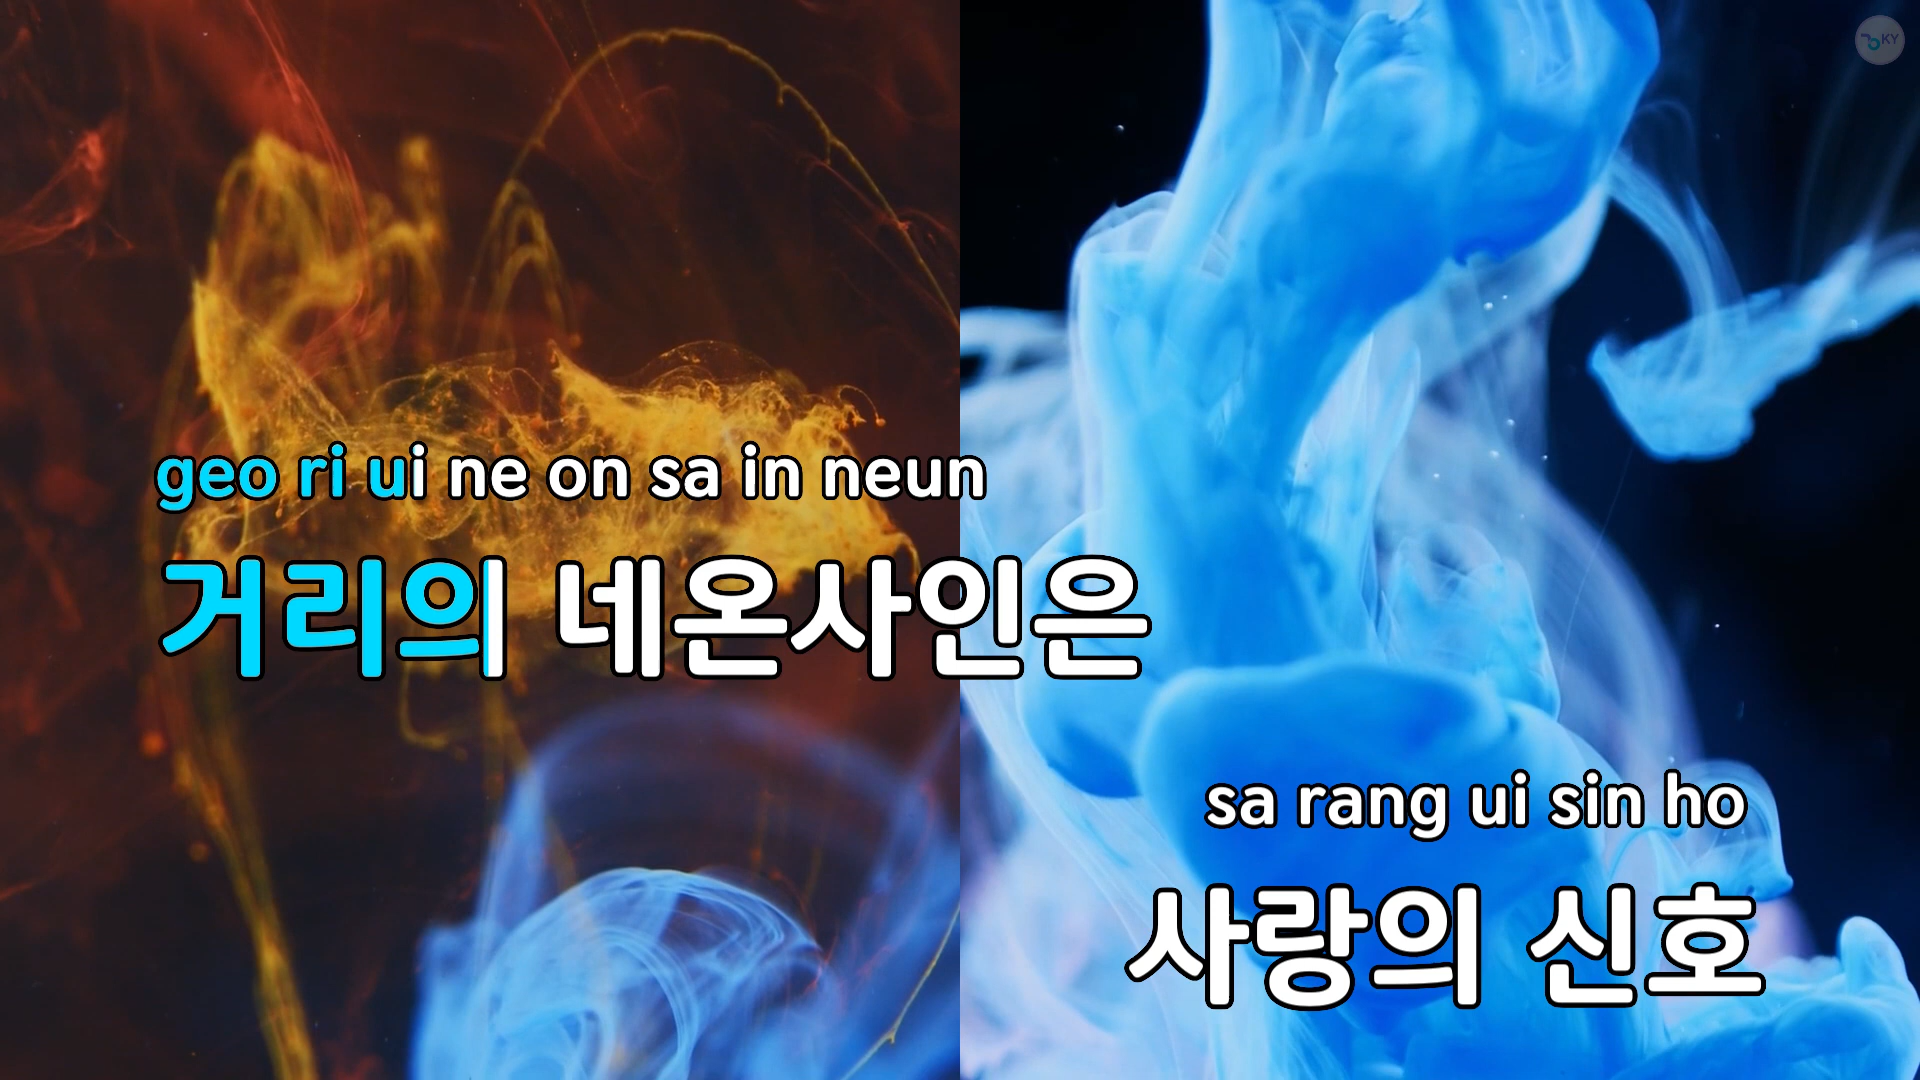 KY
geo ri ui ne on sa in neun
거리의 네온사인은
sa rang ui sin ho
사랑의 신호